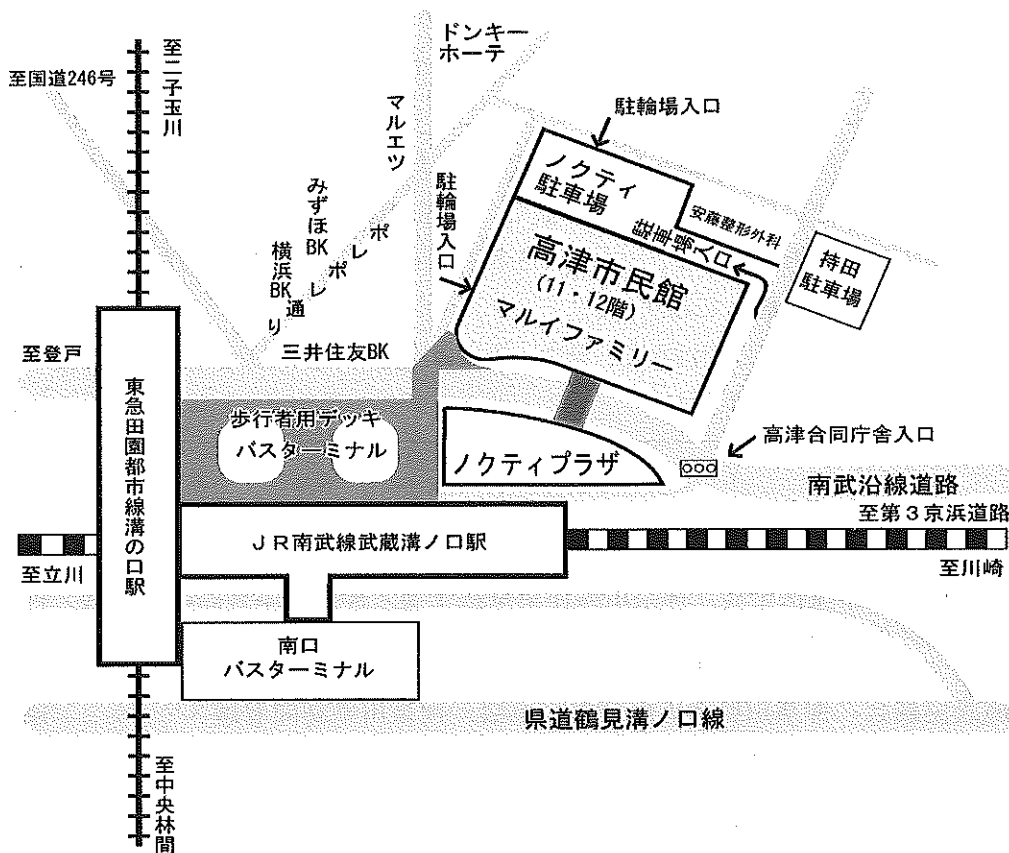 ドンキー
ホーテ
至二子玉川
至国道246号
マルエツ
駐輪場入口
みずほBK
横浜BK
ポレポレ通り
駐輪場入口
ノクティ
駐車場
安藤整形外科
駐車場入口
持田
駐車場
高津市民館
(11・12階)
マルイファミリー
至登戸
三井住友BK
歩行者用デッキ
バスターミナル
ノクティプラザ
高津合同庁舎入口
南武沿線道路
至第3京浜道路
東急田園都市線溝の口駅
JR南武線武蔵溝ノ口駅
至立川
至川崎
南口
バスターミナル
県道鶴見溝ノ口線
至中央林間